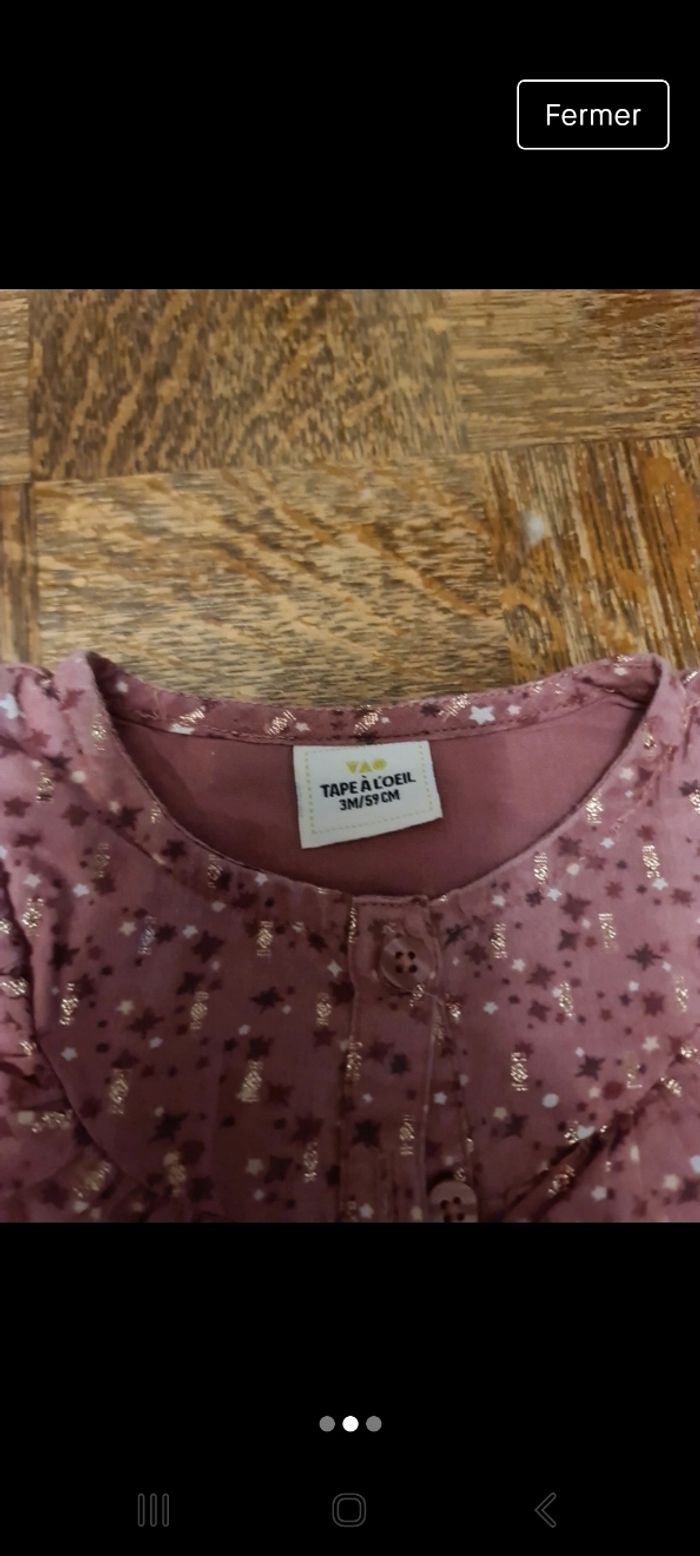 Fermer
TAPE À L'OEIL
3M/59CM